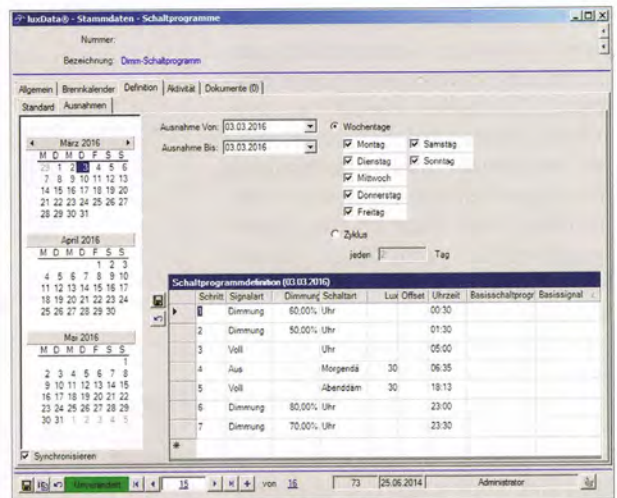 luxData® - Stammdaten - Schaltprogramme
Nummer:
Bezeichnung: Dimm-Schaltprogramm
Allgemein Brennkalender Definition Aktivität Dokumente (0)
Standard Ausnahmen
Ausnahme Von: 03.03.2016
Ausnahme Bis: 03.03.2016
Wochentage
Montag Samstag
Dienstag Sonntag
Mittwoch
Donnerstag
Freitag
Zyklus
jeden 2 Tag
März 2016
M D M D F S S
29 1 2 3 4 5 6
7 8 9 10 11 12 13
14 15 16 17 18 19 20
21 22 23 24 25 26 27
28 29 30 31
April 2016
M D M D F S S
1 2 3
4 5 6 7 8 9 10
11 12 13 14 15 16 17
18 19 20 21 22 23 24
25 26 27 28 29 30
Mai 2016
M D M D F S S
1
2 3 4 5 6 7 8
9 10 11 12 13 14 15
16 17 18 19 20 21 22
23 24 25 26 27 28 29
30 31 1 2 3 4 5
Synchronisieren
Schaltprogrammdefinition (03.03.2016)
Schritt Signalart Dimmung Schaltart Lux Offset Uhrzeit Basisschaltprogr Basissignal
1 Dimmung 60,00% Uhr 00:30
2 Dimmung 50,00% Uhr 01:30
3 Voll Uhr 05:00
4 Aus Morgendä 30 06:35
5 Voll Abenddäm 30 18:13
6 Dimmung 80,00% Uhr 23:00
7 Dimmung 70,00% Uhr 23:30
Unverändert 15 von 16 73 25.06.2014 Administrator